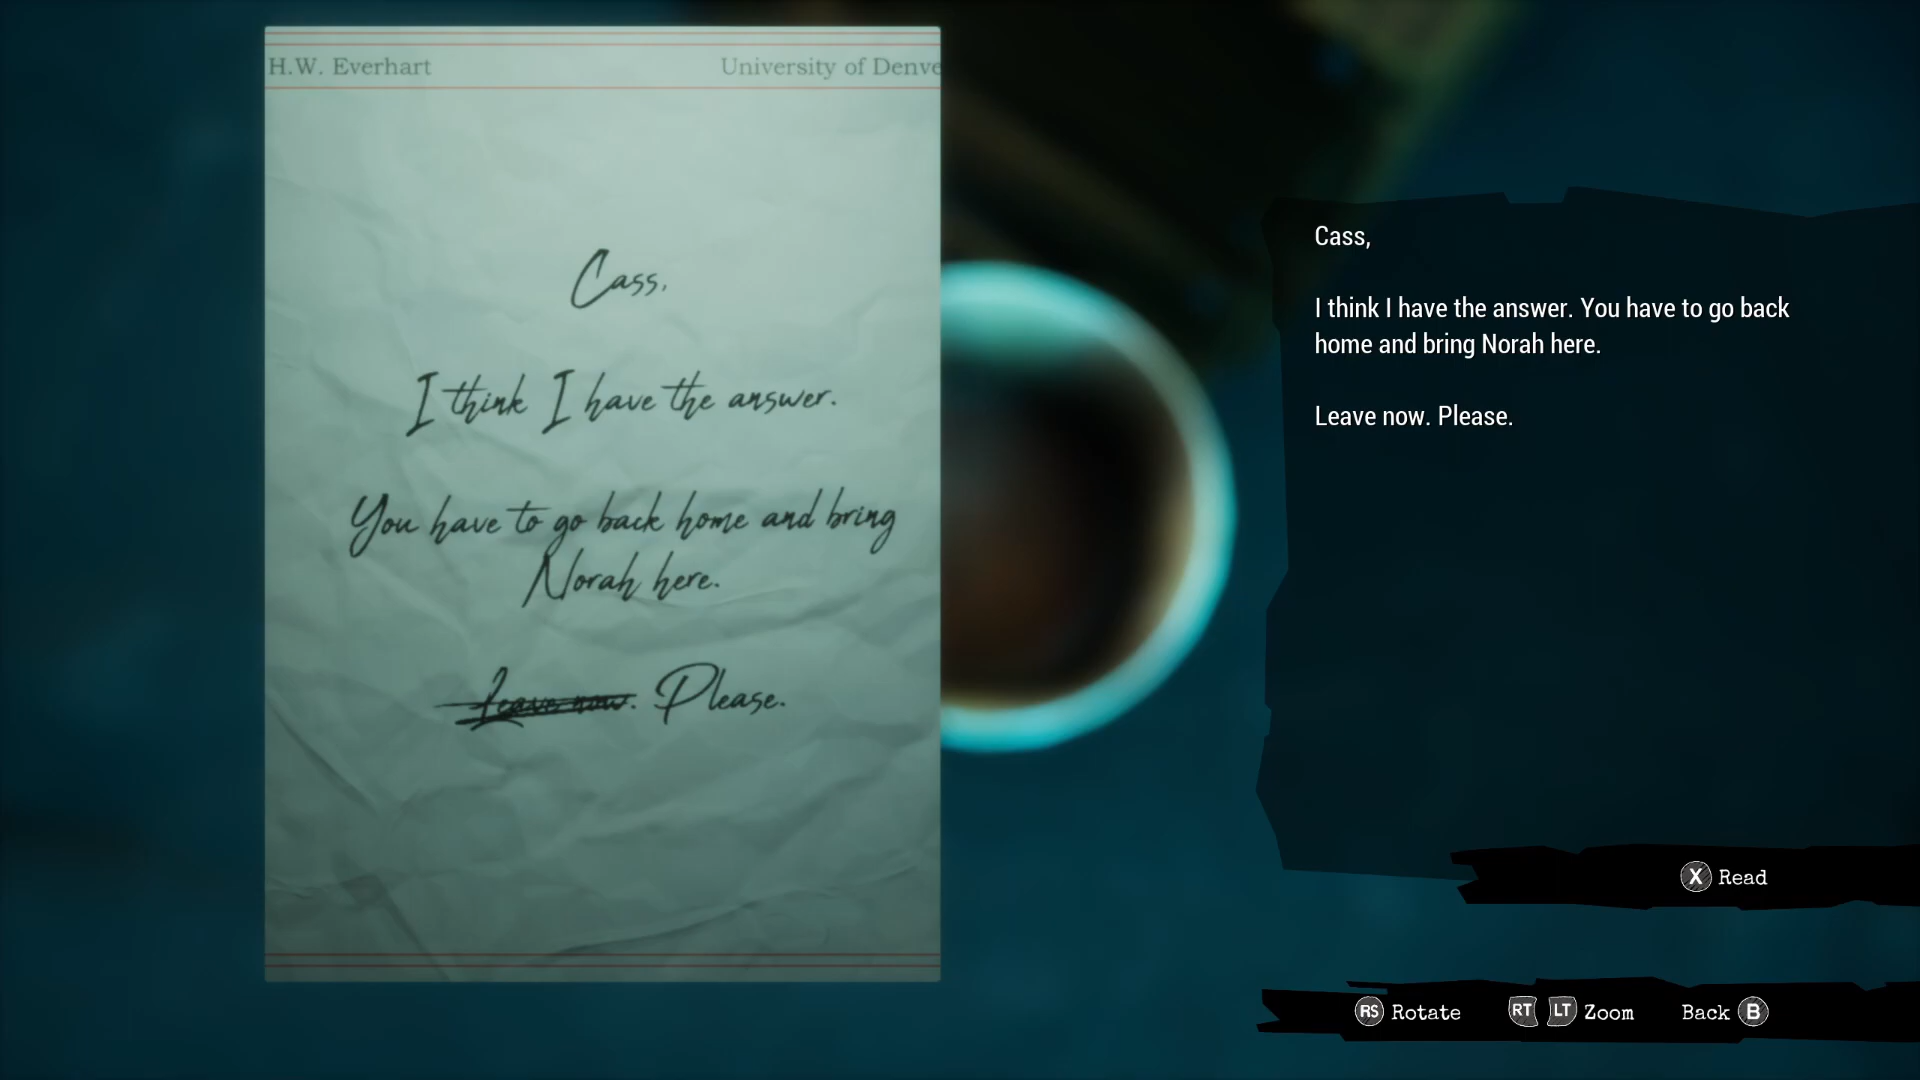 H.W. Everhart University of Denve
Cass,
I think I have the answer.
You have to go back home and bring
Norah here.
Leave now. Please.
Cass,
I think I have the answer. You have to go back
home and bring Norah here.
Leave now. Please.
X Read
RS Rotate RT LT Zoom Back B